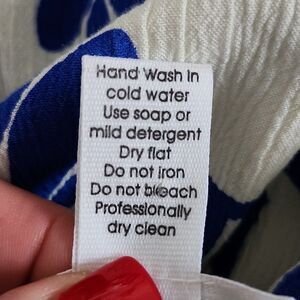 Hand Wash in
cold water
Use soap or
mild detergent
Dry flat
Do not iron
Do not bleach
Professionally
dry clean